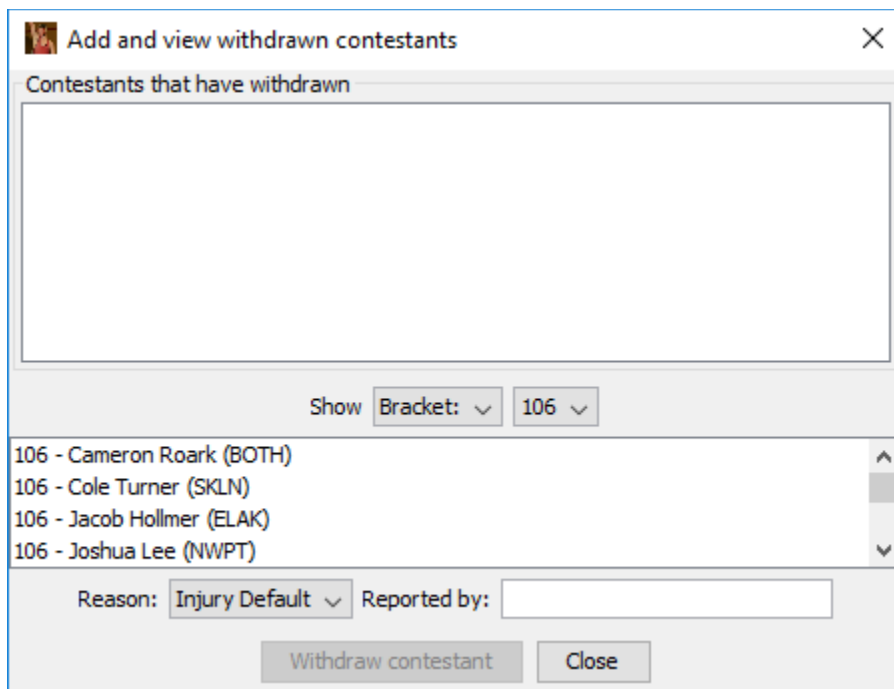 Add and view withdrawn contestants
Contestants that have withdrawn
Show Bracket: 106
106 - Cameron Roark (BOTH)
106 - Cole Turner (SKLN)
106 - Jacob Hollmer (ELAK)
106 - Joshua Lee (NWPT)
Reason: Injury Default Reported by:
Withdraw contestant Close